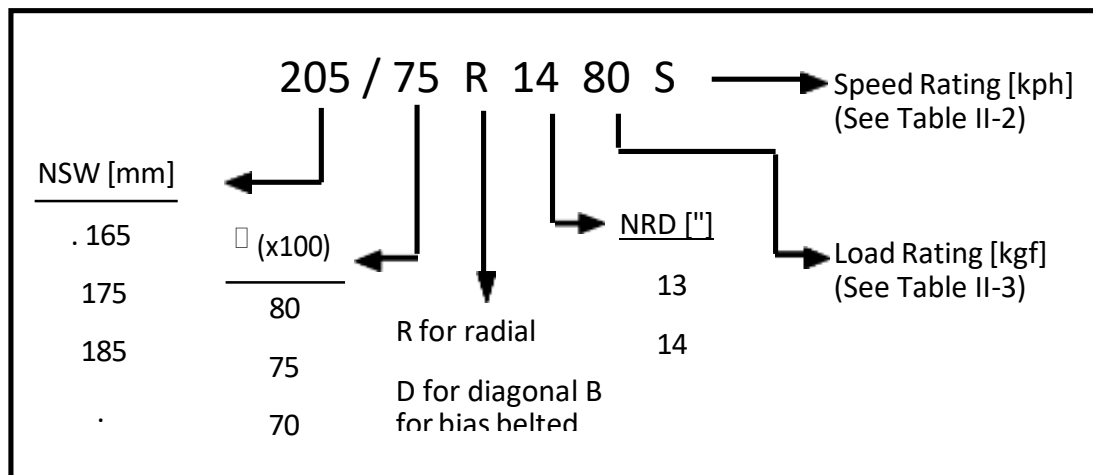 205 / 75 R 14 80 S
Speed Rating [kph]
(See Table II-2)
NSW [mm]
. 165
175
185
.
(x100)
80
75
70
R for radial
D for diagonal B
for bias belted
NRD ["]
13
14
Load Rating [kgf]
(See Table II-3)